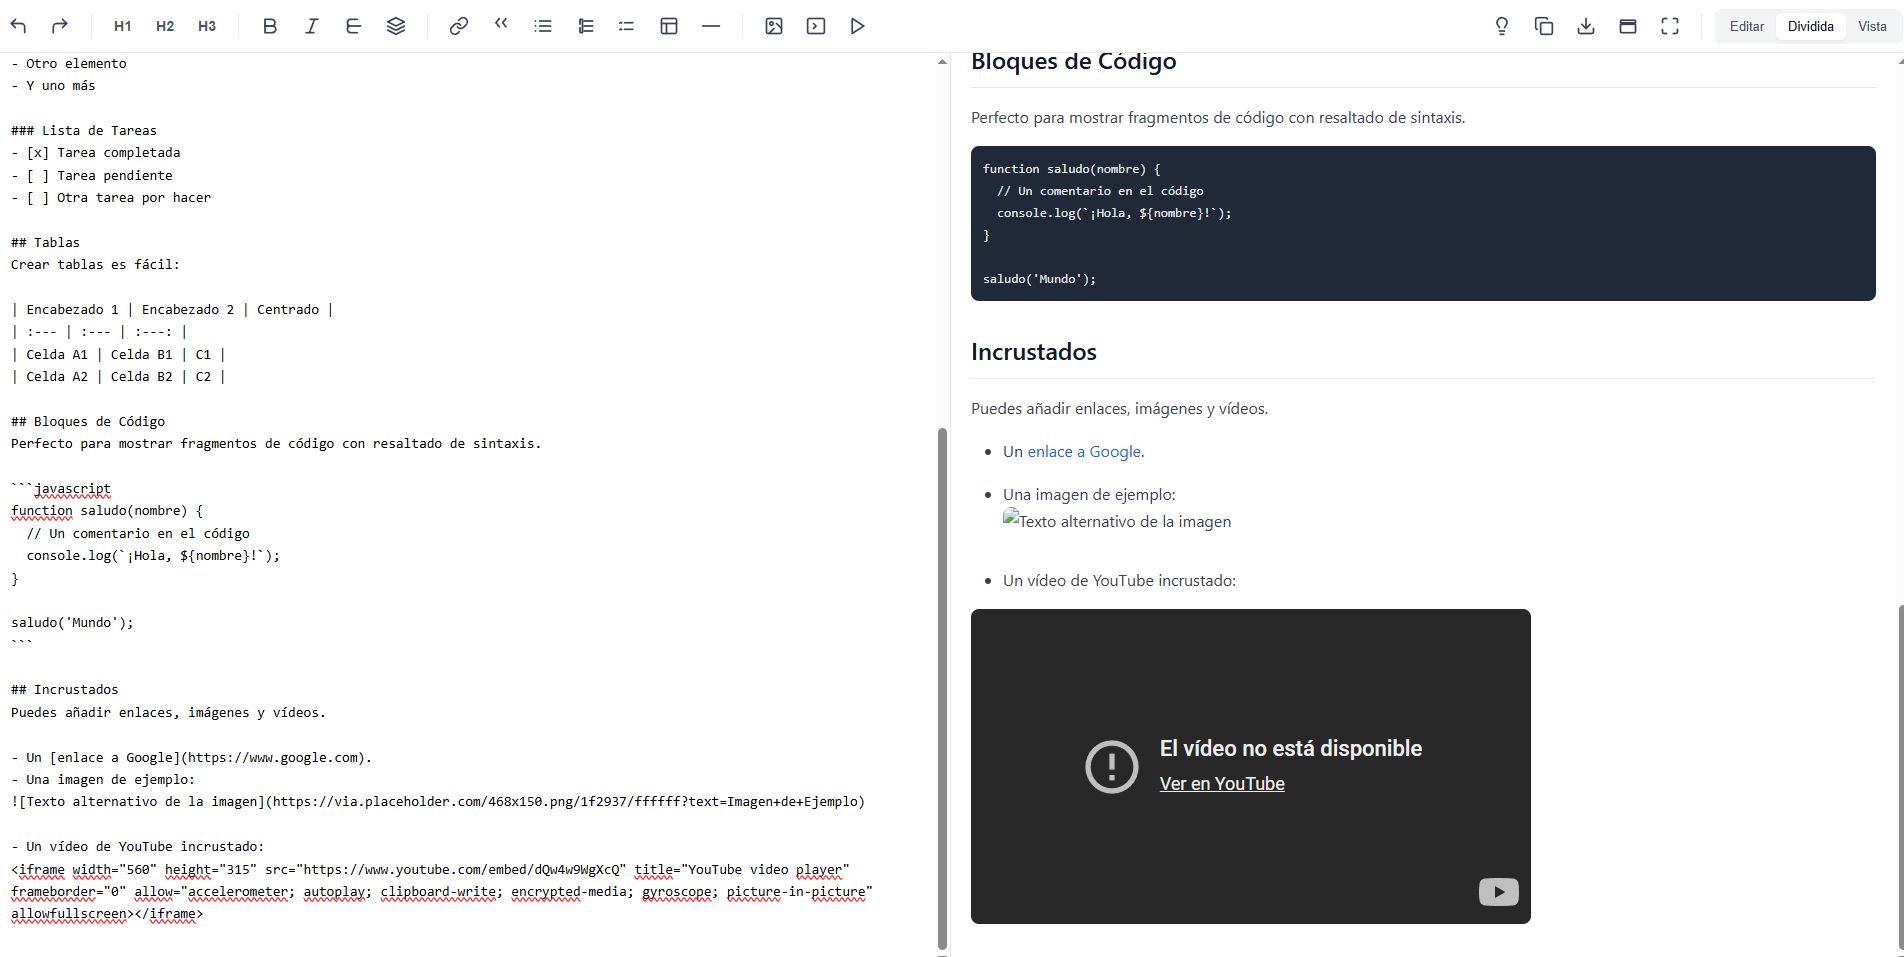 H1 H2 H3 Editar Dividida Vista
- Otro elemento
- Y uno más
### Lista de Tareas
- [x] Tarea completada
- [ ] Tarea pendiente
- [ ] Otra tarea por hacer
## Tablas
Crear tablas es fácil:
| Encabezado 1 | Encabezado 2 | Centrado |
| :--- | :--- | :---: |
| Celda A1 | Celda B1 | C1 |
| Celda A2 | Celda B2 | C2 |
## Bloques de Código
Perfecto para mostrar fragmentos de código con resaltado de sintaxis.
```javascript
function saludo(nombre) {
  // Un comentario en el código
  console.log(`¡Hola, ${nombre}!`);
}
saludo('Mundo');
```
## Incrustados
Puedes añadir enlaces, imágenes y vídeos.
- Un [enlace a Google](https://www.google.com).
- Una imagen de ejemplo:
![Texto alternativo de la imagen](https://via.placeholder.com/468x150.png/1f2937/ffffff?text=Imagen+de+Ejemplo)
- Un vídeo de YouTube incrustado:
<iframe width="560" height="315" src="https://www.youtube.com/embed/dQw4w9WgXcQ" title="YouTube video player"
frameborder="0" allow="accelerometer; autoplay; clipboard-write; encrypted-media; gyroscope; picture-in-picture"
allowfullscreen></iframe>
Bloques de Código
Perfecto para mostrar fragmentos de código con resaltado de sintaxis.
function saludo(nombre) {
  // Un comentario en el código
  console.log(`¡Hola, ${nombre}!`);
}
saludo('Mundo');
Incrustados
Puedes añadir enlaces, imágenes y vídeos.
• Un enlace a Google.
• Una imagen de ejemplo:
Texto alternativo de la imagen
• Un vídeo de YouTube incrustado:
El vídeo no está disponible
Ver en YouTube